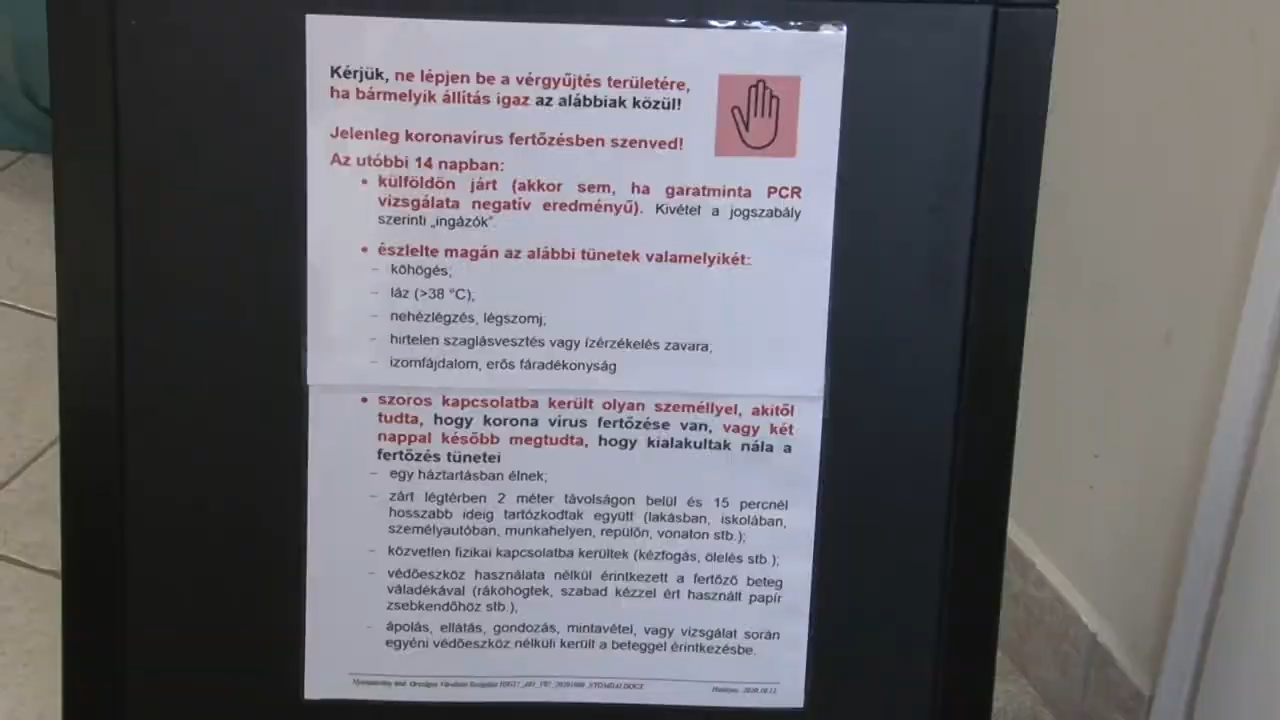 Kérjük, ne lépjen be a vérgyűjtés területére,
ha bármelyik állítás igaz az alábbiak közül!
Jelenleg koronavírus fertőzésben szenved!
Az utóbbi 14 napban:
• külföldön járt (akkor sem, ha garatminta PCR
vizsgálata negatív eredményű). Kivétel a jogszabály
szerinti „ingázók”.
• észlelte magán az alábbi tünetek valamelyikét:
– köhögés;
– láz (>38 °C);
– nehézlégzés, légszomj;
– hirtelen szaglásvesztés vagy ízérzékelés zavara;
– izomfájdalom, erős fáradékonyság
• szoros kapcsolatba került olyan személlyel, akitől
tudta, hogy korona vírus fertőzése van, vagy két
nappal később megtudta, hogy kialakultak nála a
fertőzés tünetei
– egy háztartásban élnek;
– zárt légtérben 2 méter távolságon belül és 15 percnél
hosszabb ideig tartózkodtak együtt (lakásban, iskolában,
személyautóban, munkahelyen, repülőn, vonaton stb.);
– közvetlen fizikai kapcsolatba kerültek (kézfogás, ölelés stb.);
– védőeszköz használata nélkül érintkezett a fertőző beteg
váladékával (ráköhögtek, szabad kézzel ért használt papír
zsebkendőhöz stb.),
– ápolás, ellátás, gondozás, mintavétel, vagy vizsgálat során
egyéni védőeszköz nélküli került a beteggel érintkezésbe.